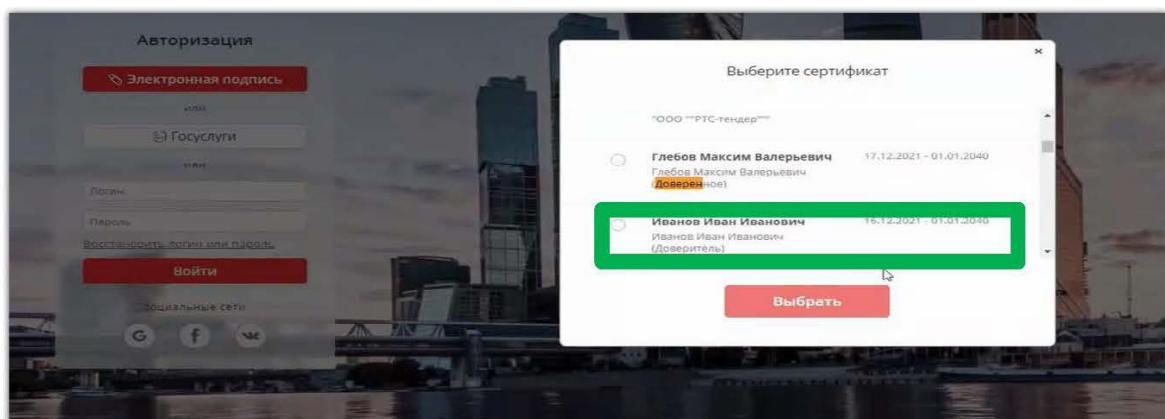 Авторизация
Электронная подпись
или
Госуслуги
или
Логин
Пароль
Восстановить логин или пароль
Войти
Социальные сети
G f
Выберите сертификат
"ООО ""РТС-тендер"""
Глебов Максим Валерьевич 17.12.2021 - 01.01.2040
Глебов Максим Валерьевич
(Доверенное)
Иванов Иван Иванович 16.12.2021 - 01.01.2040
Иванов Иван Иванович
(Доверитель)
Выбрать